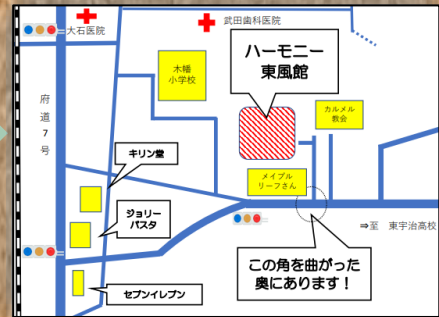 大石医院
武田歯科医院
ハーモニー
東風館
木幡
小学校
カルメル
教会
府道7号
キリン堂
メイプル
リーフさん
ジョリー
パスタ
⇒至 東宇治高校
この角を曲がった
奥にあります！
セブンイレブン